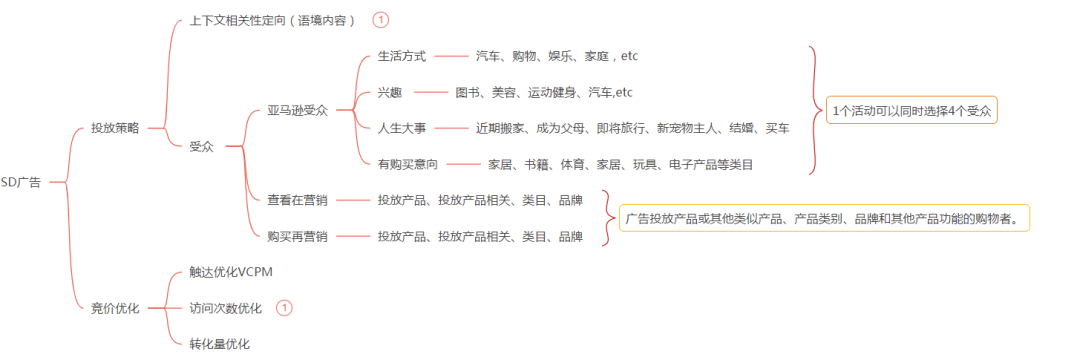 SD广告
投放策略
上下文相关性定向（语境内容） 1
受众
亚马逊受众
生活方式
汽车、购物、娱乐、家庭，etc
兴趣
图书、美容、运动健身、汽车,etc
人生大事
近期搬家、成为父母、即将旅行、新宠物主人、结婚、买车
有购买意向
家居、书籍、体育、家居、玩具、电子产品等类目
1个活动可以同时选择4个受众
查看在营销
投放产品、投放产品相关、类目、品牌
购买再营销
投放产品、投放产品相关、类目、品牌
广告投放产品或其他类似产品、产品类别、品牌和其他产品功能的购物者。
竞价优化
触达优化VCPM
访问次数优化 1
转化量优化